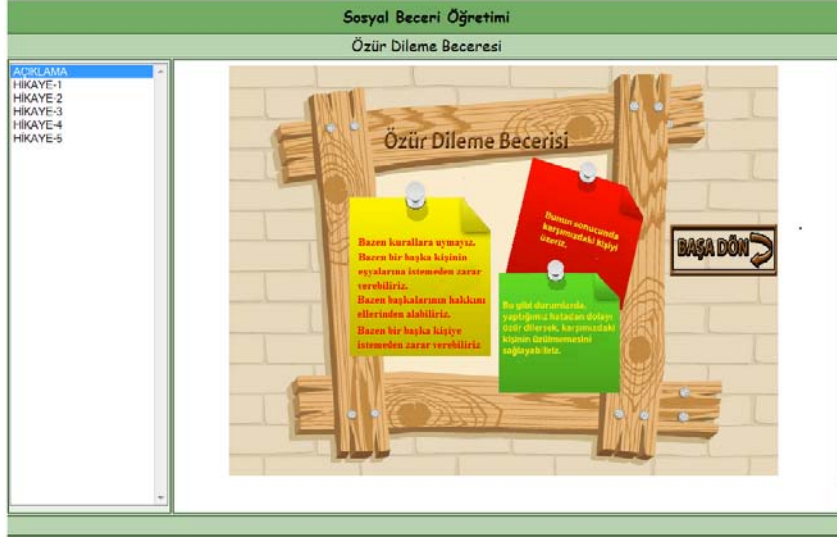 Sosyal Beceri Öğretimi
Özür Dileme Beceresi
AÇIKLAMA
HİKAYE-1
HİKAYE-2
HİKAYE-3
HİKAYE-4
HİKAYE-5
Özür Dileme Becerisi
Bazen kurallara uymayız.
Bazen bir başka kişinin
eşyalarına istemeden zarar
verebiliriz.
Bazen başkalarının hakkını
ellerinden alabiliriz.
Bazen bir başka kişiye
istemeden zarar verebiliriz
Bunun sonucunda
karşımızdaki kişiyi
üzeriz.
Bu gibi durumlarda,
yaptığımız hatadan dolayı
özür dilersek, karşımızdaki
kişinin üzülmemesini
sağlayabiliriz.
BAŞA DÖN